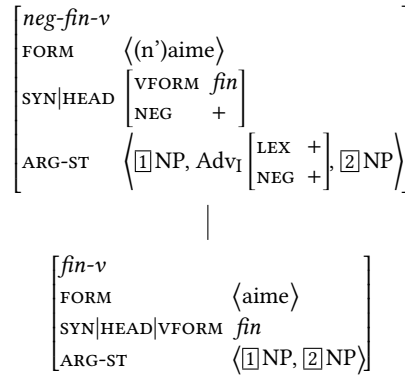 neg-fin-v
FORM ⟨(n’)aime⟩
SYN|HEAD [VFORM fin
NEG +]
ARG-ST ⟨1 NP, Adv_I [LEX +
NEG +], 2 NP⟩
fin-v
FORM ⟨aime⟩
SYN|HEAD|VFORM fin
ARG-ST ⟨1 NP, 2 NP⟩